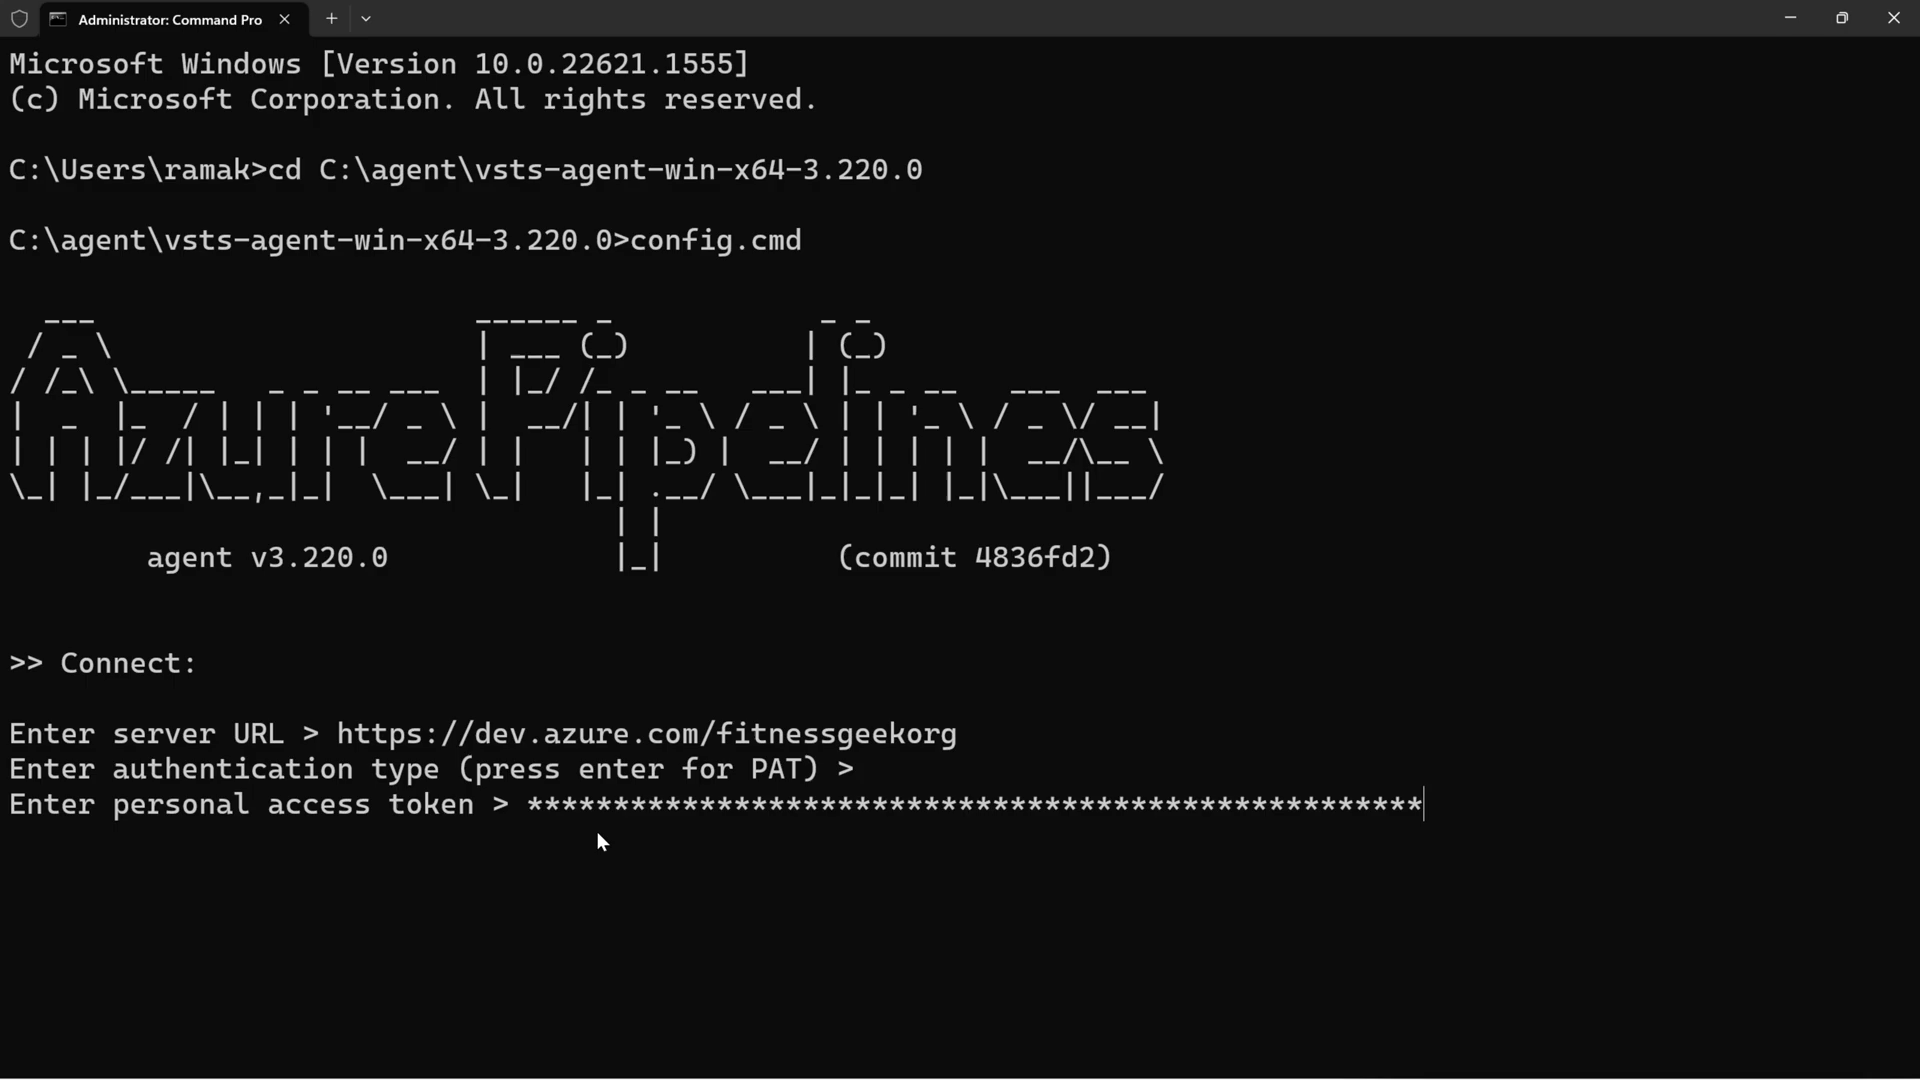 Administrator: Command Pro
Microsoft Windows [Version 10.0.22621.1555]
(c) Microsoft Corporation. All rights reserved.
C:\Users\ramak>cd C:\agent\vsts-agent-win-x64-3.220.0
C:\agent\vsts-agent-win-x64-3.220.0>config.cmd
Azure Pipelines
agent v3.220.0 (commit 4836fd2)
>> Connect:
Enter server URL > https://dev.azure.com/fitnessgeekorg
Enter authentication type (press enter for PAT) >
Enter personal access token > ****************************************************